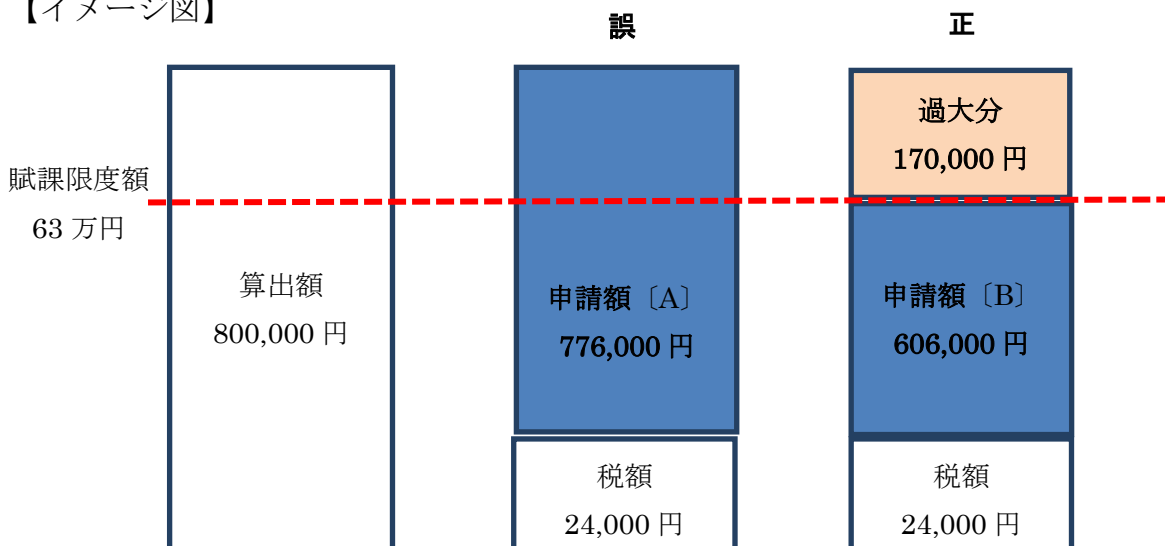 【イメージ図】
誤
正
賦課限度額
63 万円
算出額
800,000 円
申請額〔A〕
776,000 円
税額
24,000 円
過大分
170,000 円
申請額〔B〕
606,000 円
税額
24,000 円